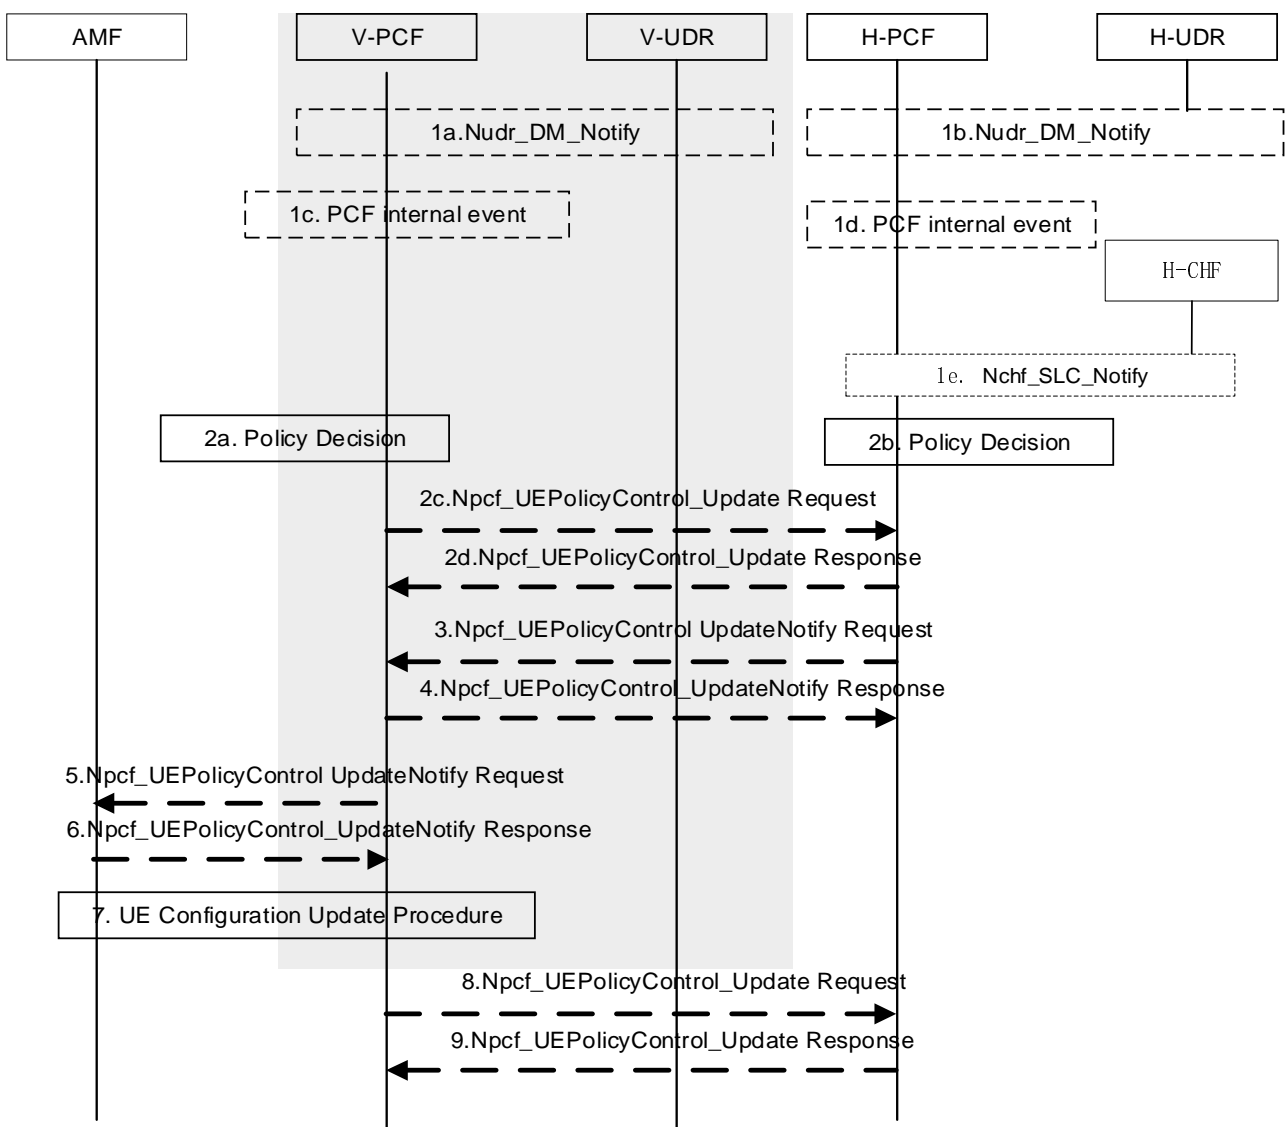 AMF
V-PCF
V-UDR
H-PCF
H-UDR
1a.Nudr_DM_Notify
1b.Nudr_DM_Notify
1c. PCF internal event
1d. PCF internal event
H-CHF
1e. Nchf_SLC_Notify
2a. Policy Decision
2b. Policy Decision
2c.Npcf_UEPolicyControl_Update Request
2d.Npcf_UEPolicyControl_Update Response
3.Npcf_UEPolicyControl UpdateNotify Request
4.Npcf_UEPolicyControl_UpdateNotify Response
5.Npcf_UEPolicyControl UpdateNotify Request
6.Npcf_UEPolicyControl_UpdateNotify Response
7. UE Configuration Update Procedure
8.Npcf_UEPolicyControl_Update Request
9.Npcf_UEPolicyControl_Update Response